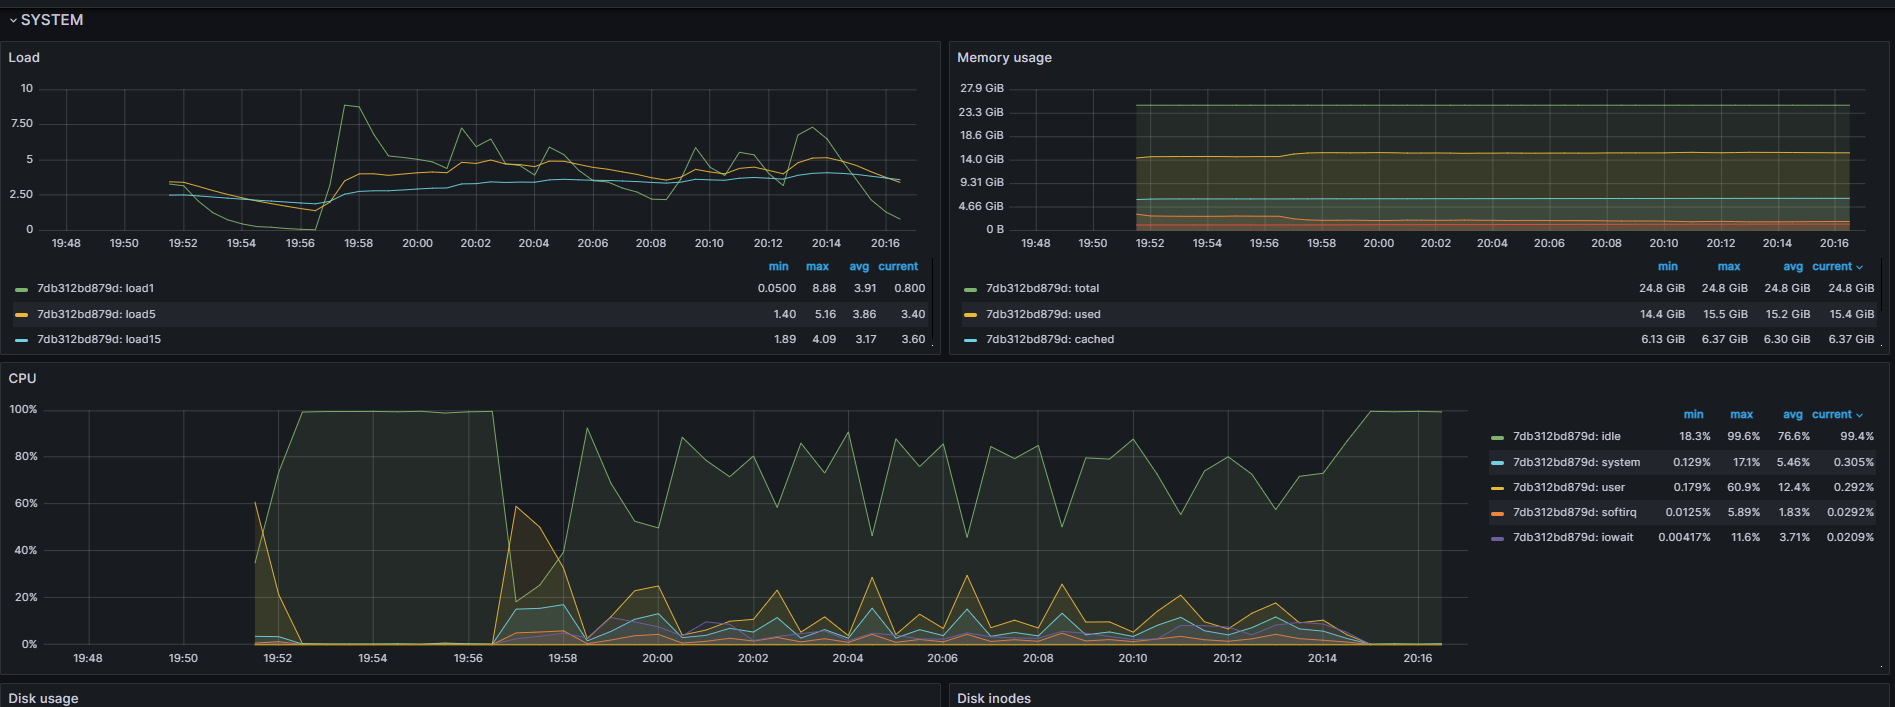 SYSTEM
Load
10
7.50
5
2.50
0
19:48 19:50 19:52 19:54 19:56 19:58 20:00 20:02 20:04 20:06 20:08 20:10 20:12 20:14 20:16
min max avg current
7db312bd879d: load1 0.0500 8.88 3.91 0.800
7db312bd879d: load5 1.40 5.16 3.86 3.40
7db312bd879d: load15 1.89 4.09 3.17 3.60
Memory usage
27.9 GiB
23.3 GiB
18.6 GiB
14.0 GiB
9.31 GiB
4.66 GiB
0 B
19:48 19:50 19:52 19:54 19:56 19:58 20:00 20:02 20:04 20:06 20:08 20:10 20:12 20:14 20:16
min max avg current
7db312bd879d: total 24.8 GiB 24.8 GiB 24.8 GiB 24.8 GiB
7db312bd879d: used 14.4 GiB 15.5 GiB 15.2 GiB 15.4 GiB
7db312bd879d: cached 6.13 GiB 6.37 GiB 6.30 GiB 6.37 GiB
CPU
100%
80%
60%
40%
20%
0%
19:48 19:50 19:52 19:54 19:56 19:58 20:00 20:02 20:04 20:06 20:08 20:10 20:12 20:14 20:16
min max avg current
7db312bd879d: idle 18.3% 99.6% 76.6% 99.4%
7db312bd879d: system 0.129% 17.1% 5.46% 0.305%
7db312bd879d: user 0.179% 60.9% 12.4% 0.292%
7db312bd879d: softirq 0.0125% 5.89% 1.83% 0.0292%
7db312bd879d: iowait 0.00417% 11.6% 3.71% 0.0209%
Disk usage
Disk inodes